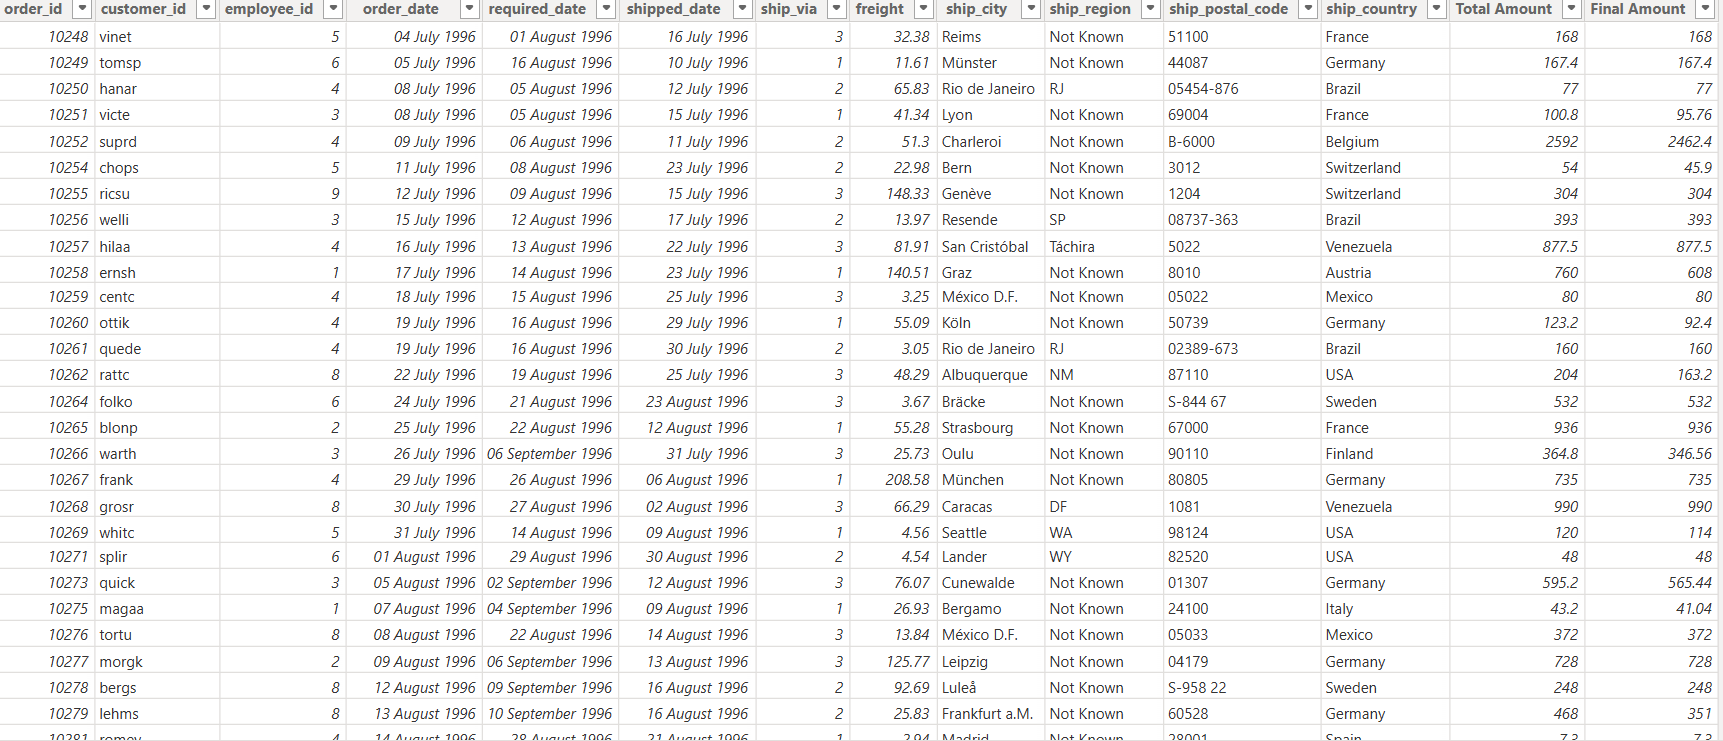 order_id customer_id employee_id order_date required_date shipped_date ship_via freight ship_city ship_region ship_postal_code ship_country Total Amount Final Amount
10248 vinet 5 04 July 1996 01 August 1996 16 July 1996 3 32.38 Reims Not Known 51100 France 168 168
10249 tomsp 6 05 July 1996 16 August 1996 10 July 1996 1 11.61 Münster Not Known 44087 Germany 167.4 167.4
10250 hanar 4 08 July 1996 05 August 1996 12 July 1996 2 65.83 Rio de Janeiro RJ 05454-876 Brazil 77 77
10251 victe 3 08 July 1996 05 August 1996 15 July 1996 1 41.34 Lyon Not Known 69004 France 100.8 95.76
10252 suprd 4 09 July 1996 06 August 1996 11 July 1996 2 51.3 Charleroi Not Known B-6000 Belgium 2592 2462.4
10254 chops 5 11 July 1996 08 August 1996 23 July 1996 2 22.98 Bern Not Known 3012 Switzerland 54 45.9
10255 ricsu 9 12 July 1996 09 August 1996 15 July 1996 3 148.33 Genève Not Known 1204 Switzerland 304 304
10256 welli 3 15 July 1996 12 August 1996 17 July 1996 2 13.97 Resende SP 08737-363 Brazil 393 393
10257 hilaa 4 16 July 1996 13 August 1996 22 July 1996 3 81.91 San Cristóbal Táchira 5022 Venezuela 877.5 877.5
10258 ernsh 1 17 July 1996 14 August 1996 23 July 1996 1 140.51 Graz Not Known 8010 Austria 760 608
10259 centc 4 18 July 1996 15 August 1996 25 July 1996 3 3.25 México D.F. Not Known 05022 Mexico 80 80
10260 ottik 4 19 July 1996 16 August 1996 29 July 1996 1 55.09 Köln Not Known 50739 Germany 123.2 92.4
10261 quede 4 19 July 1996 16 August 1996 30 July 1996 2 3.05 Rio de Janeiro RJ 02389-673 Brazil 160 160
10262 rattc 8 22 July 1996 19 August 1996 25 July 1996 3 48.29 Albuquerque NM 87110 USA 204 163.2
10264 folko 6 24 July 1996 21 August 1996 23 August 1996 3 3.67 Bräcke Not Known S-844 67 Sweden 532 532
10265 blonp 2 25 July 1996 22 August 1996 12 August 1996 1 55.28 Strasbourg Not Known 67000 France 936 936
10266 warth 3 26 July 1996 06 September 1996 31 July 1996 3 25.73 Oulu Not Known 90110 Finland 364.8 346.56
10267 frank 4 29 July 1996 26 August 1996 06 August 1996 1 208.58 München Not Known 80805 Germany 735 735
10268 grosr 8 30 July 1996 27 August 1996 02 August 1996 3 66.29 Caracas DF 1081 Venezuela 990 990
10269 whitc 5 31 July 1996 14 August 1996 09 August 1996 1 4.56 Seattle WA 98124 USA 120 114
10271 splir 6 01 August 1996 29 August 1996 30 August 1996 2 4.54 Lander WY 82520 USA 48 48
10273 quick 3 05 August 1996 02 September 1996 12 August 1996 3 76.07 Cunewalde Not Known 01307 Germany 595.2 565.44
10275 magaa 1 07 August 1996 04 September 1996 09 August 1996 1 26.93 Bergamo Not Known 24100 Italy 43.2 41.04
10276 tortu 8 08 August 1996 22 August 1996 14 August 1996 3 13.84 México D.F. Not Known 05033 Mexico 372 372
10277 morgk 2 09 August 1996 06 September 1996 13 August 1996 3 125.77 Leipzig Not Known 04179 Germany 728 728
10278 bergs 8 12 August 1996 09 September 1996 16 August 1996 2 92.69 Luleå Not Known S-958 22 Sweden 248 248
10279 lehms 8 13 August 1996 10 September 1996 16 August 1996 2 25.83 Frankfurt a.M. Not Known 60528 Germany 468 351
10281 romey 4 14 August 1996 28 August 1996 21 August 1996 1 2.94 Madrid Not Known 28001 Spain 7.3 7.3